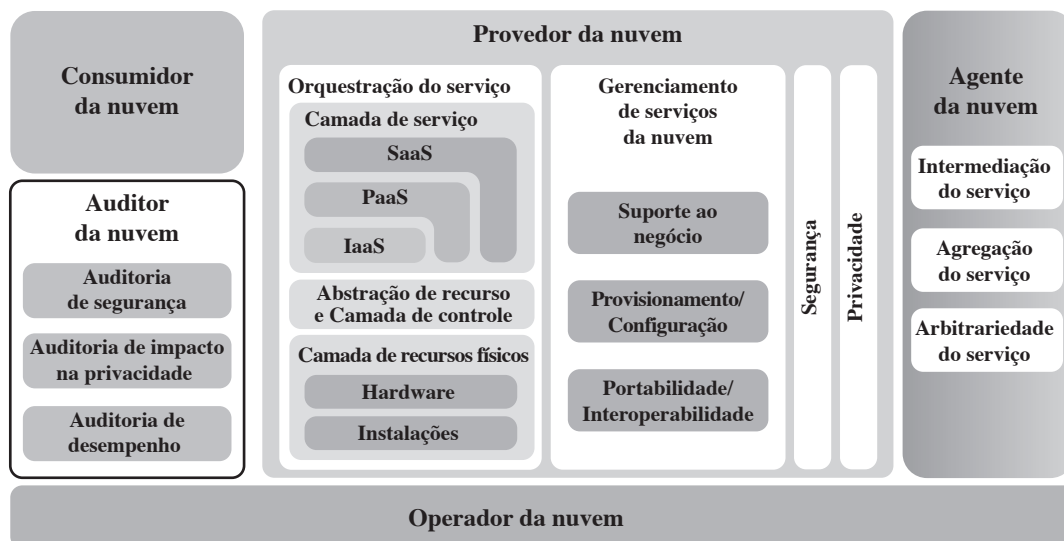 Consumidor
da nuvem
Auditor
da nuvem
Auditoria
de segurança
Auditoria de impacto
na privacidade
Auditoria de
desempenho
Provedor da nuvem
Orquestração do serviço
Camada de serviço
SaaS
PaaS
IaaS
Abstração de recurso
e Camada de controle
Camada de recursos físicos
Hardware
Instalações
Gerenciamento
de serviços
da nuvem
Suporte ao
negócio
Provisionamento/
Configuração
Portabilidade/
Interoperabilidade
Segurança
Privacidade
Agente
da nuvem
Intermediação
do serviço
Agregação
do serviço
Arbitrariedade
do serviço
Operador da nuvem